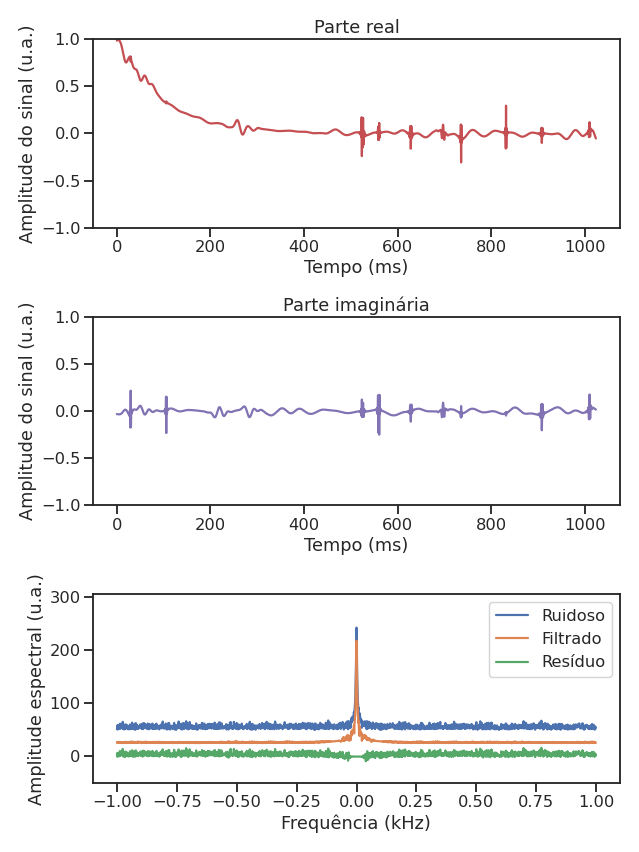 Parte real
Amplitude do sinal (u.a.)
1.0
0.5
0.0
−0.5
−1.0
0 200 400 600 800 1000
Tempo (ms)
Parte imaginária
Amplitude do sinal (u.a.)
1.0
0.5
0.0
−0.5
−1.0
0 200 400 600 800 1000
Tempo (ms)
Amplitude espectral (u.a.)
300
200
100
0
Ruidoso
Filtrado
Resíduo
−1.00 −0.75 −0.50 −0.25 0.00 0.25 0.50 0.75 1.00
Frequência (kHz)